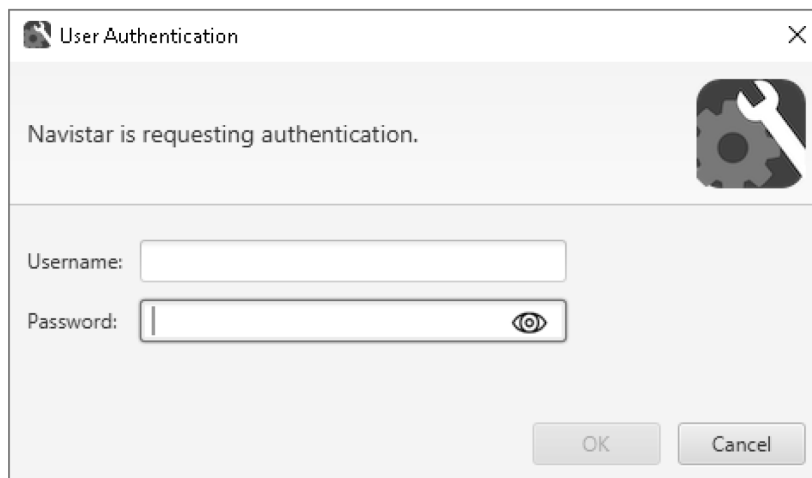 User Authentication
Navistar is requesting authentication.
Username:
Password:
OK
Cancel